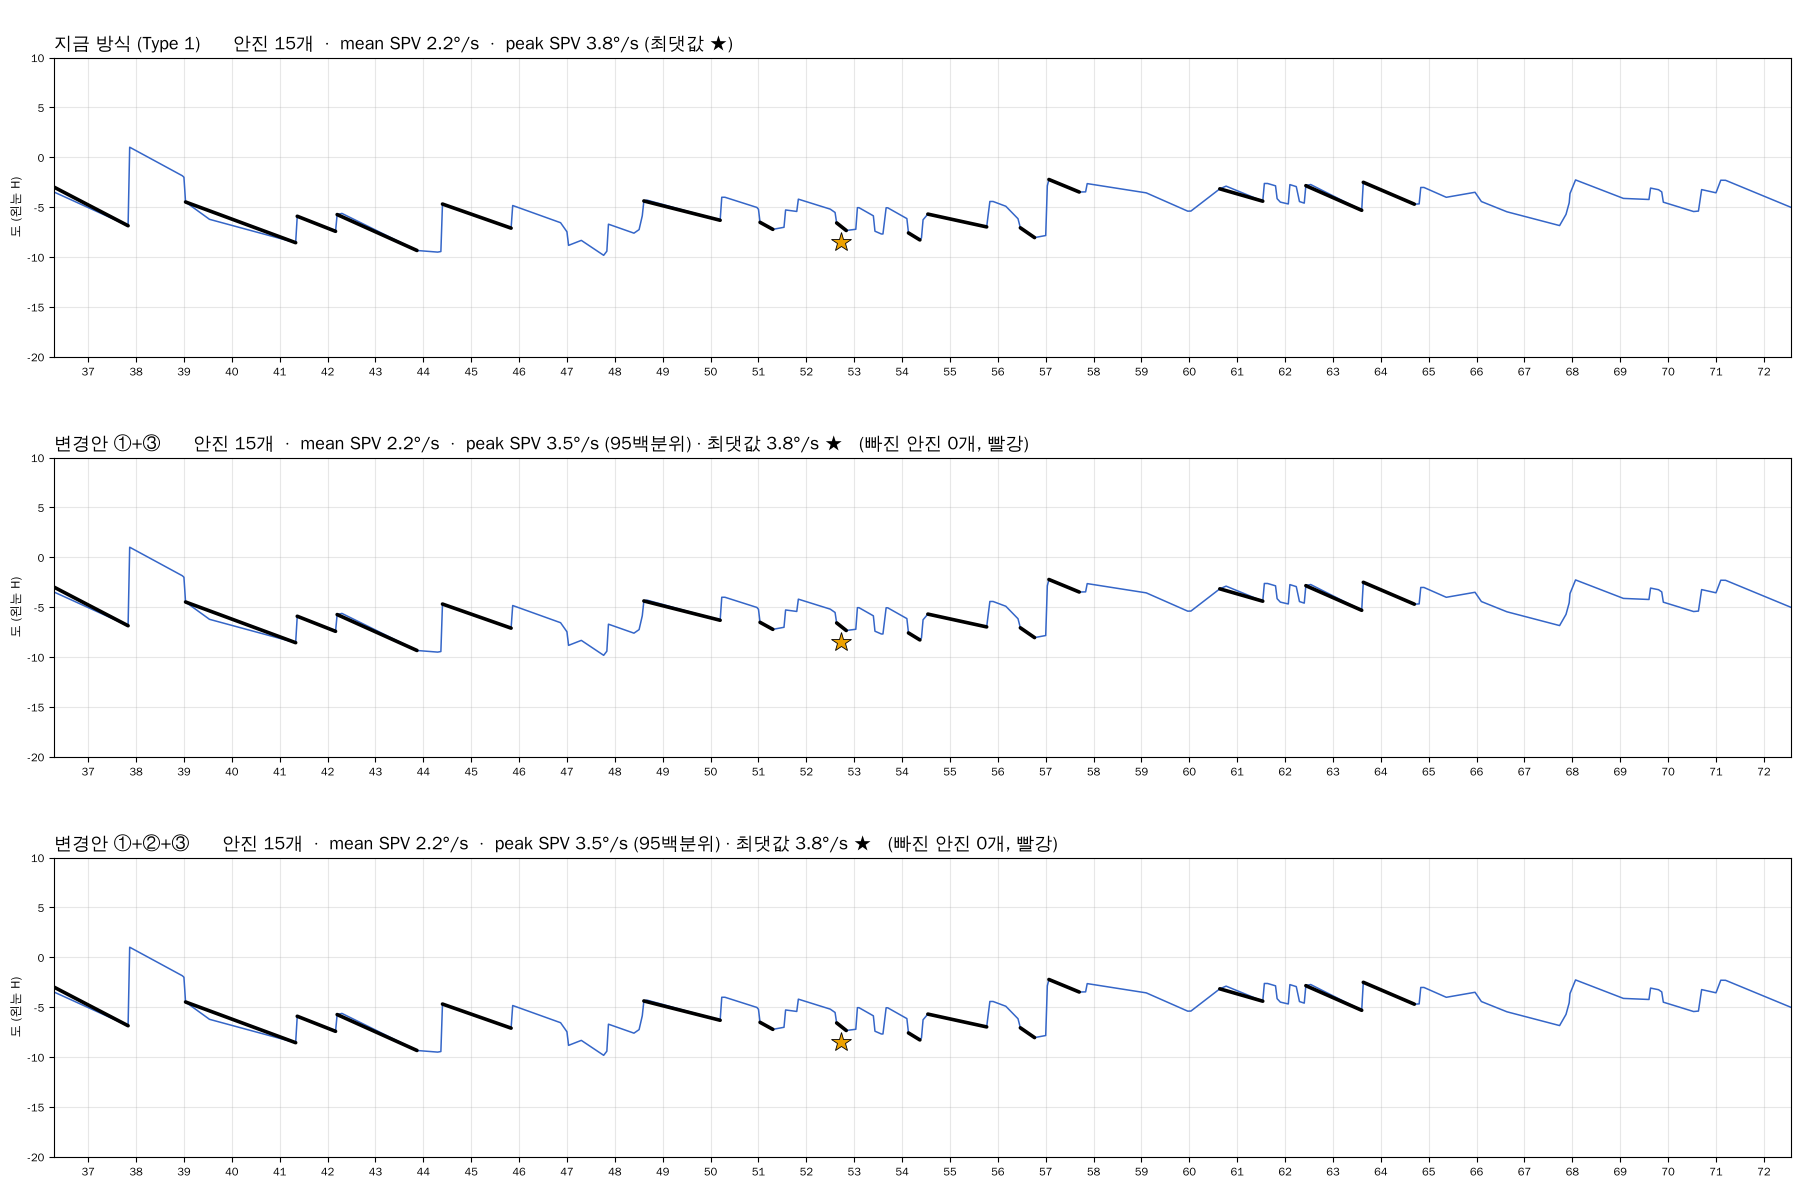 지금 방식 (Type 1)   안진 15개 · mean SPV 2.2°/s · peak SPV 3.8°/s (최댓값 ★)
10
5
0
-5
-10
-15
-20
도 (왼눈 H)
37 38 39 40 41 42 43 44 45 46 47 48 49 50 51 52 53 54 55 56 57 58 59 60 61 62 63 64 65 66 67 68 69 70 71 72
변경안 ①+③   안진 15개 · mean SPV 2.2°/s · peak SPV 3.5°/s (95백분위) · 최댓값 3.8°/s ★ (빠진 안진 0개, 빨강)
10
5
0
-5
-10
-15
-20
도 (왼눈 H)
37 38 39 40 41 42 43 44 45 46 47 48 49 50 51 52 53 54 55 56 57 58 59 60 61 62 63 64 65 66 67 68 69 70 71 72
변경안 ①+②+③   안진 15개 · mean SPV 2.2°/s · peak SPV 3.5°/s (95백분위) · 최댓값 3.8°/s ★ (빠진 안진 0개, 빨강)
10
5
0
-5
-10
-15
-20
도 (왼눈 H)
37 38 39 40 41 42 43 44 45 46 47 48 49 50 51 52 53 54 55 56 57 58 59 60 61 62 63 64 65 66 67 68 69 70 71 72